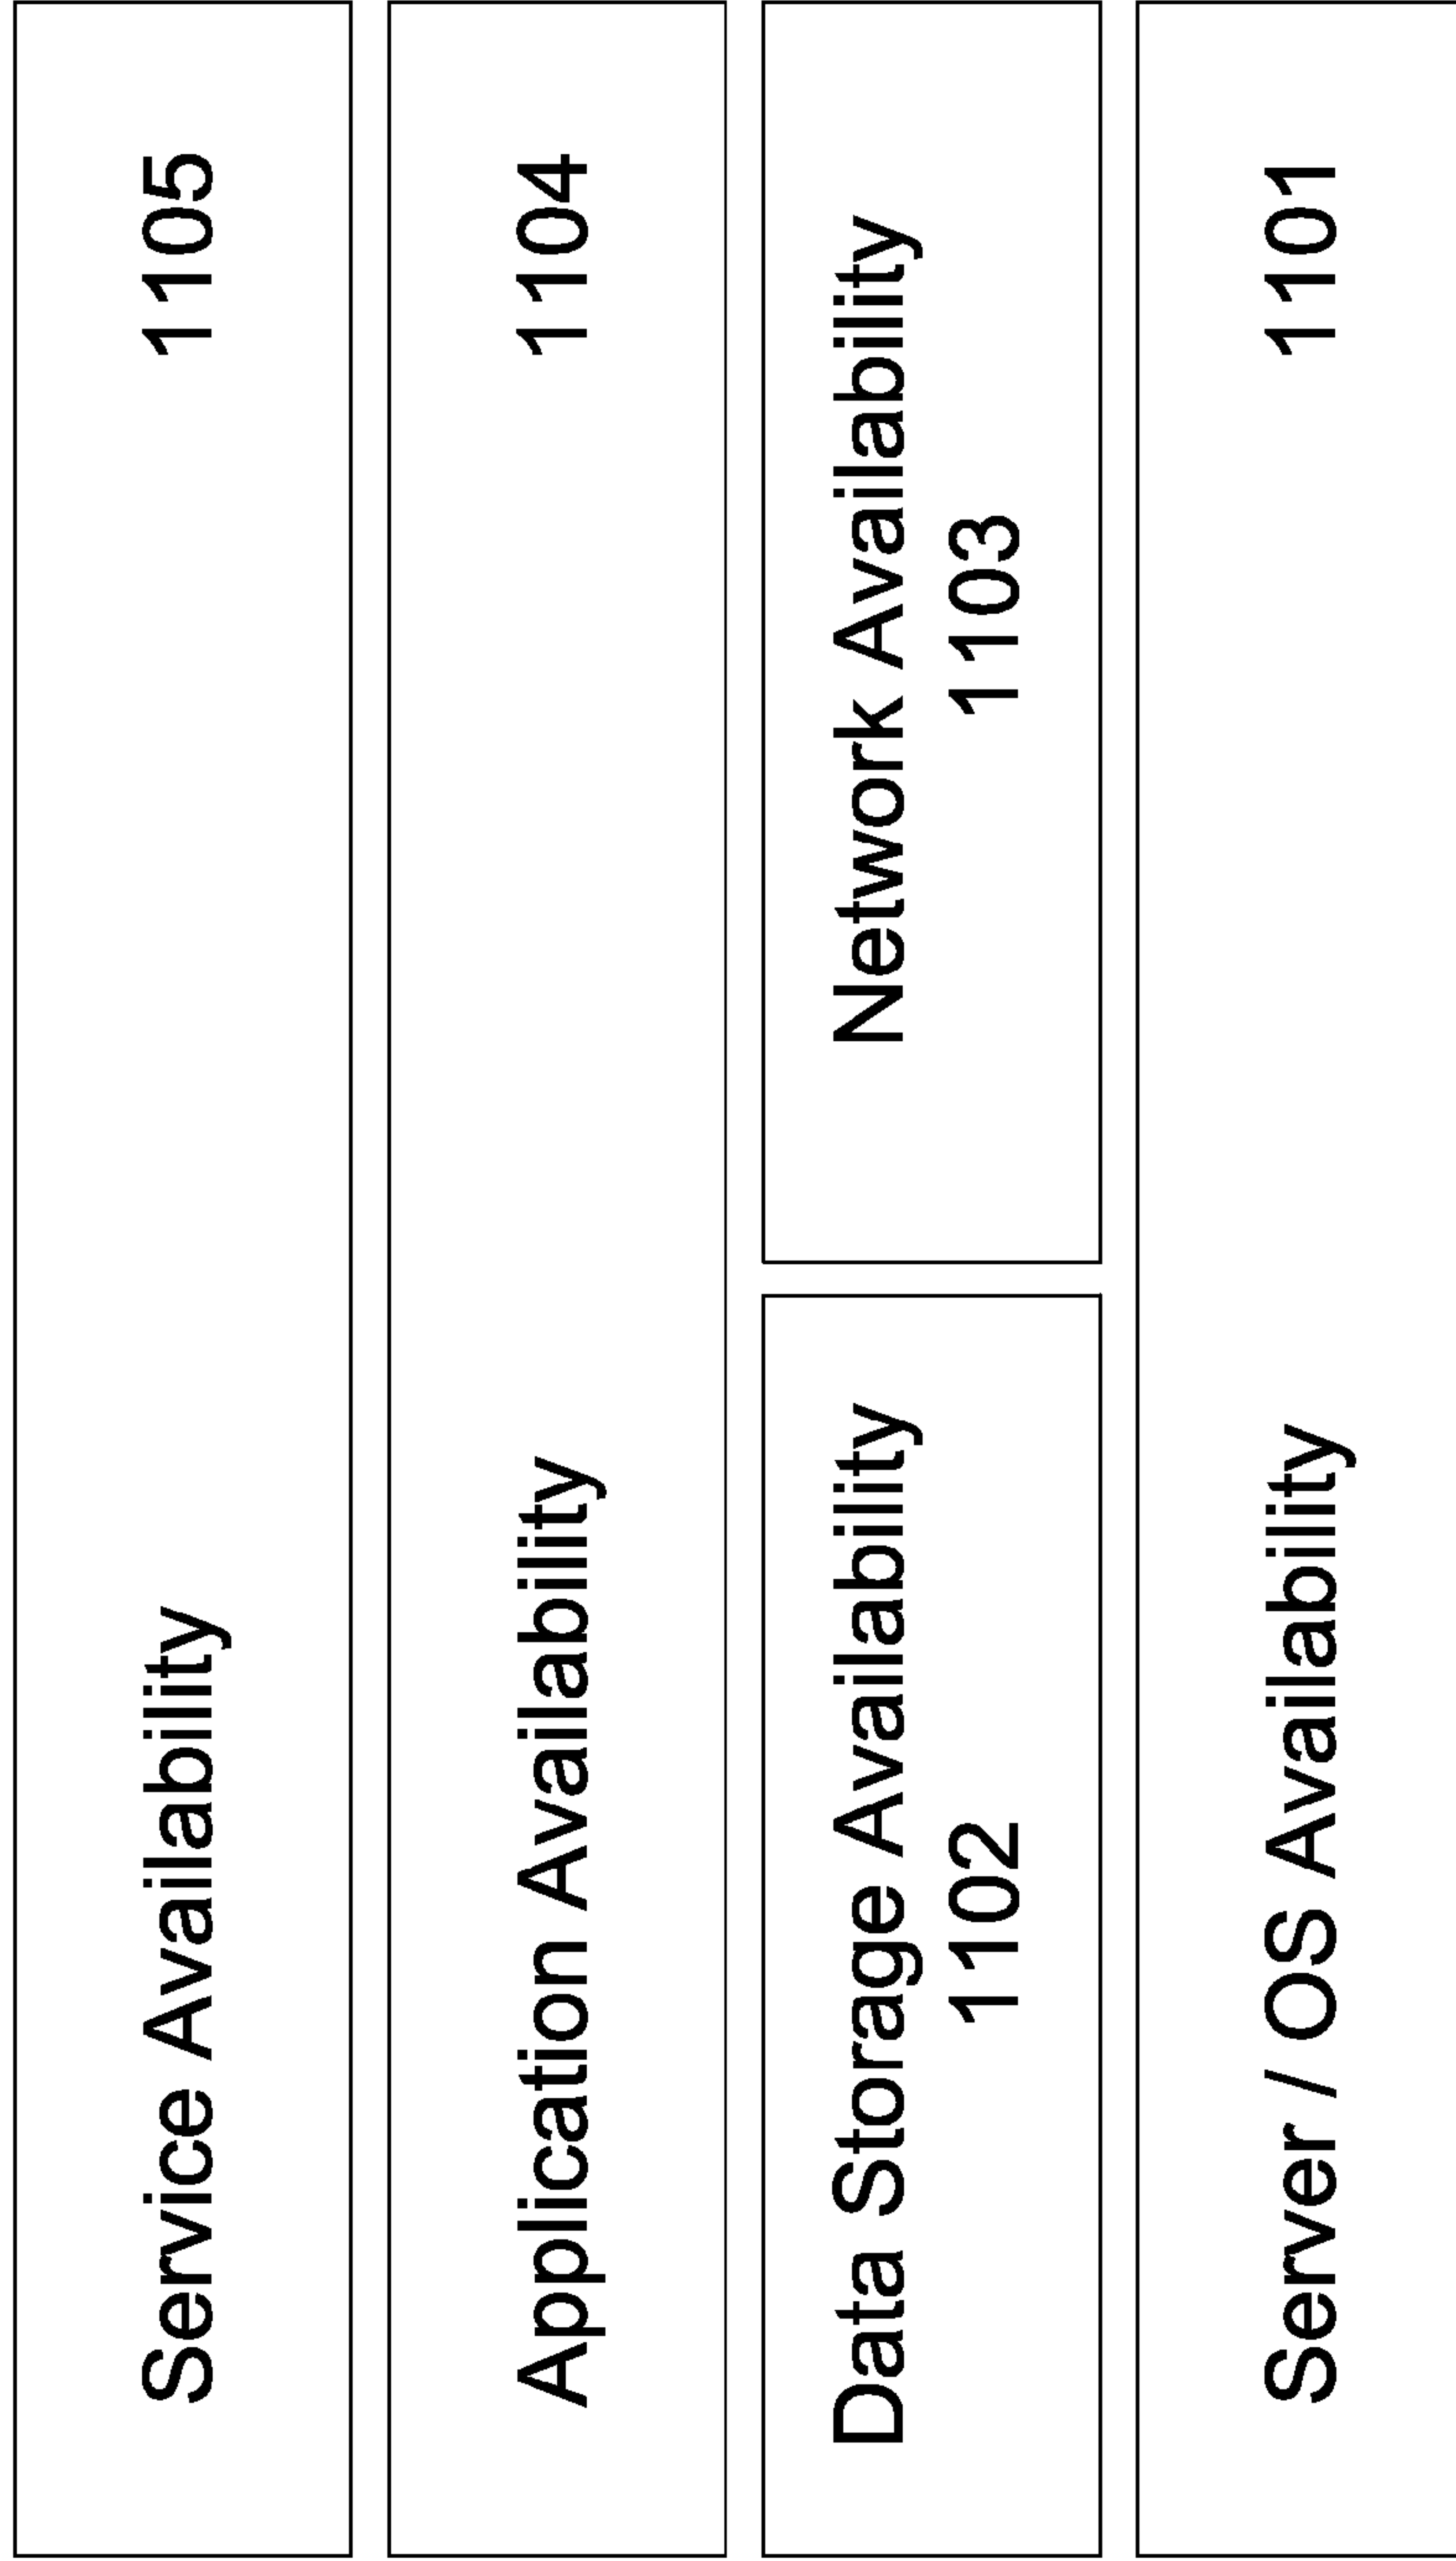 Service Availability 1105
Application Availability 1104
Data Storage Availability
1102
Network Availability
1103
Server / OS Availability 1101